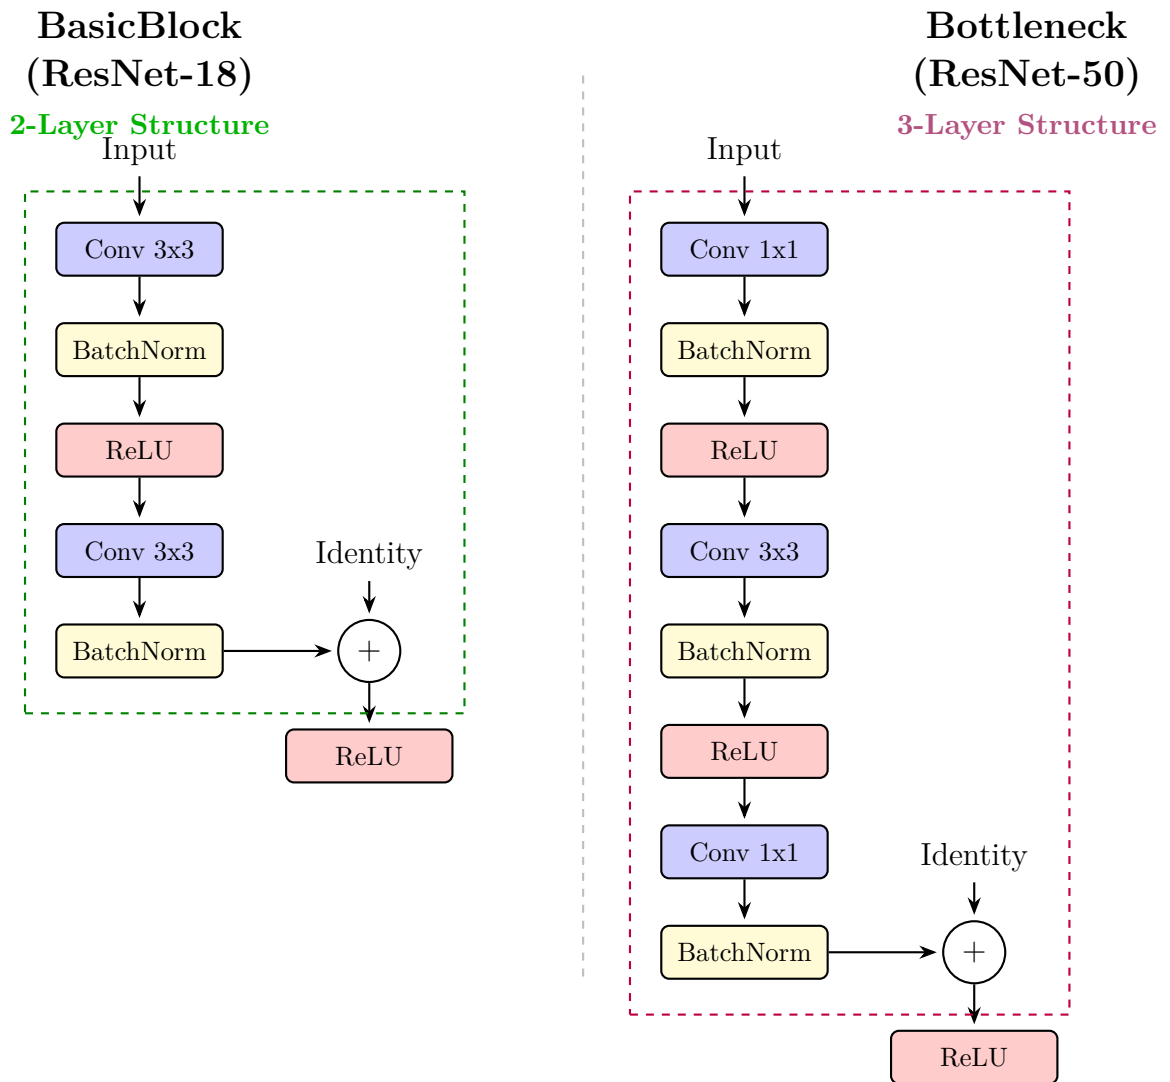 BasicBlock
(ResNet-18)
2-Layer Structure
Input
Conv 3x3
BatchNorm
ReLU
Conv 3x3
Identity
BatchNorm
+
ReLU
Bottleneck
(ResNet-50)
3-Layer Structure
Input
Conv 1x1
BatchNorm
ReLU
Conv 3x3
BatchNorm
ReLU
Conv 1x1
Identity
BatchNorm
+
ReLU